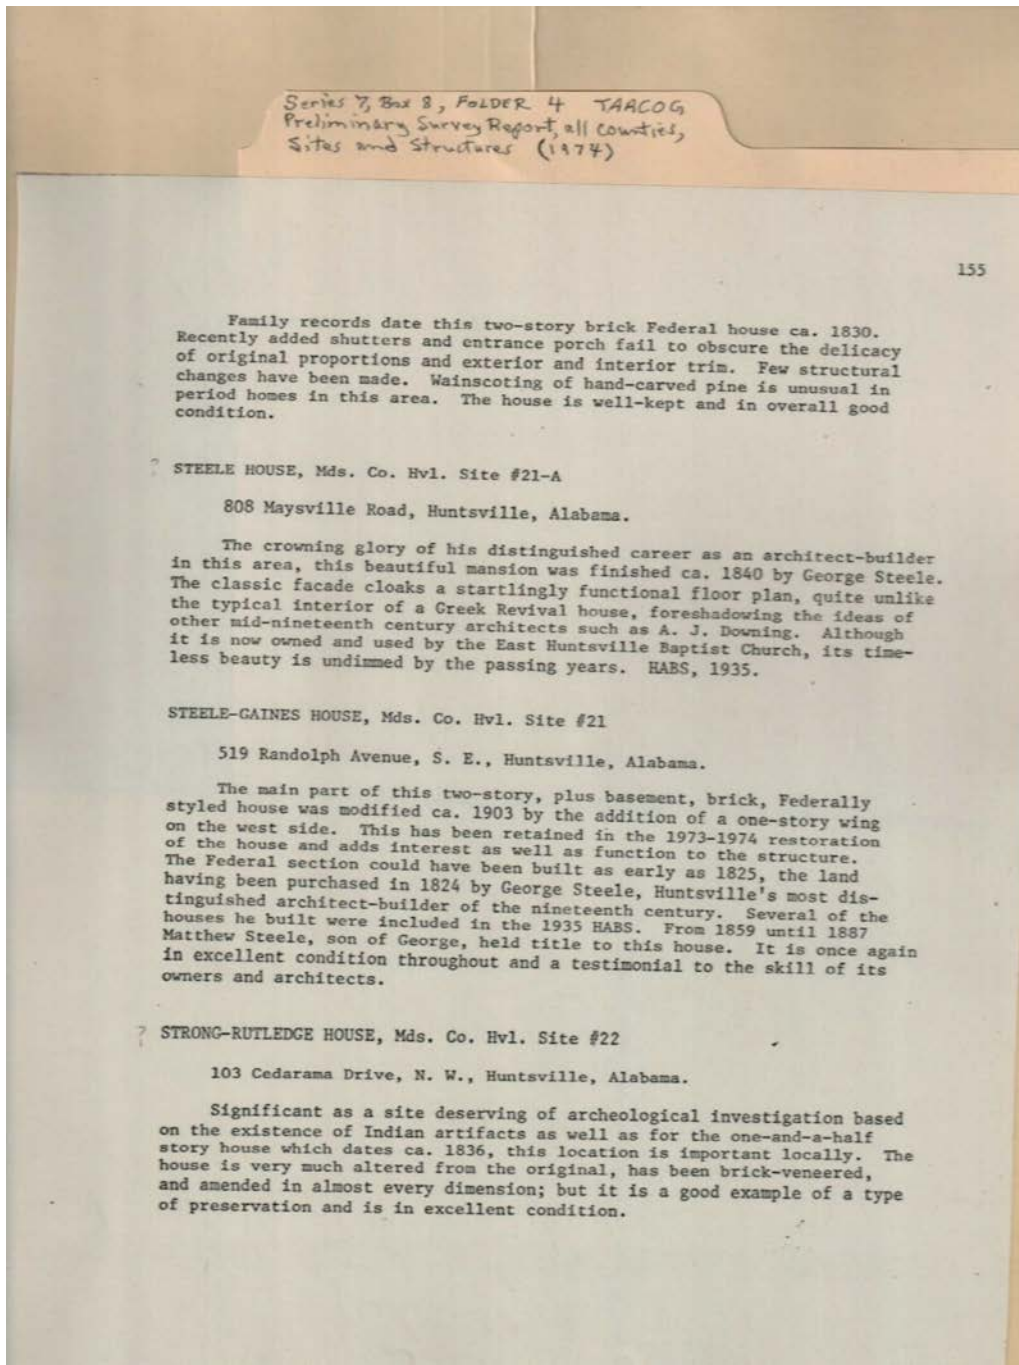 Series 7, Box 8, FOLDER 4 TARCOG
Preliminary Survey Report, all counties,
Sites and Structures (1974)
155
Family records date this two-story brick Federal house ca. 1830.
Recently added shutters and entrance porch fail to obscure the delicacy
of original proportions and exterior and interior trim. Few structural
changes have been made. Wainscoting of hand-carved pine is unusual in
period homes in this area. The house is well-kept and in overall good
condition.
? STEELE HOUSE, Mds. Co. Hvl. Site #21-A
808 Maysville Road, Huntsville, Alabama.
The crowning glory of his distinguished career as an architect-builder
in this area, this beautiful mansion was finished ca. 1840 by George Steele.
The classic facade cloaks a startlingly functional floor plan, quite unlike
the typical interior of a Greek Revival house, foreshadowing the ideas of
other mid-nineteenth century architects such as A. J. Downing. Although
it is now owned and used by the East Huntsville Baptist Church, its time-
less beauty is undimmed by the passing years. HABS, 1935.
STEELE-GAINES HOUSE, Mds. Co. Hvl. Site #21
519 Randolph Avenue, S. E., Huntsville, Alabama.
The main part of this two-story, plus basement, brick, Federally
styled house was modified ca. 1903 by the addition of a one-story wing
on the west side. This has been retained in the 1973-1974 restoration
of the house and adds interest as well as function to the structure.
The Federal section could have been built as early as 1825, the land
having been purchased in 1824 by George Steele, Huntsville's most dis-
tinguished architect-builder of the nineteenth century. Several of the
houses he built were included in the 1935 HABS. From 1859 until 1887
Matthew Steele, son of George, held title to this house. It is once again
in excellent condition throughout and a testimonial to the skill of its
owners and architects.
? STRONG-RUTLEDGE HOUSE, Mds. Co. Hvl. Site #22
103 Cedarama Drive, N. W., Huntsville, Alabama.
Significant as a site deserving of archeological investigation based
on the existence of Indian artifacts as well as for the one-and-a-half
story house which dates ca. 1836, this location is important locally. The
house is very much altered from the original, has been brick-veneered,
and amended in almost every dimension; but it is a good example of a type
of preservation and is in excellent condition.